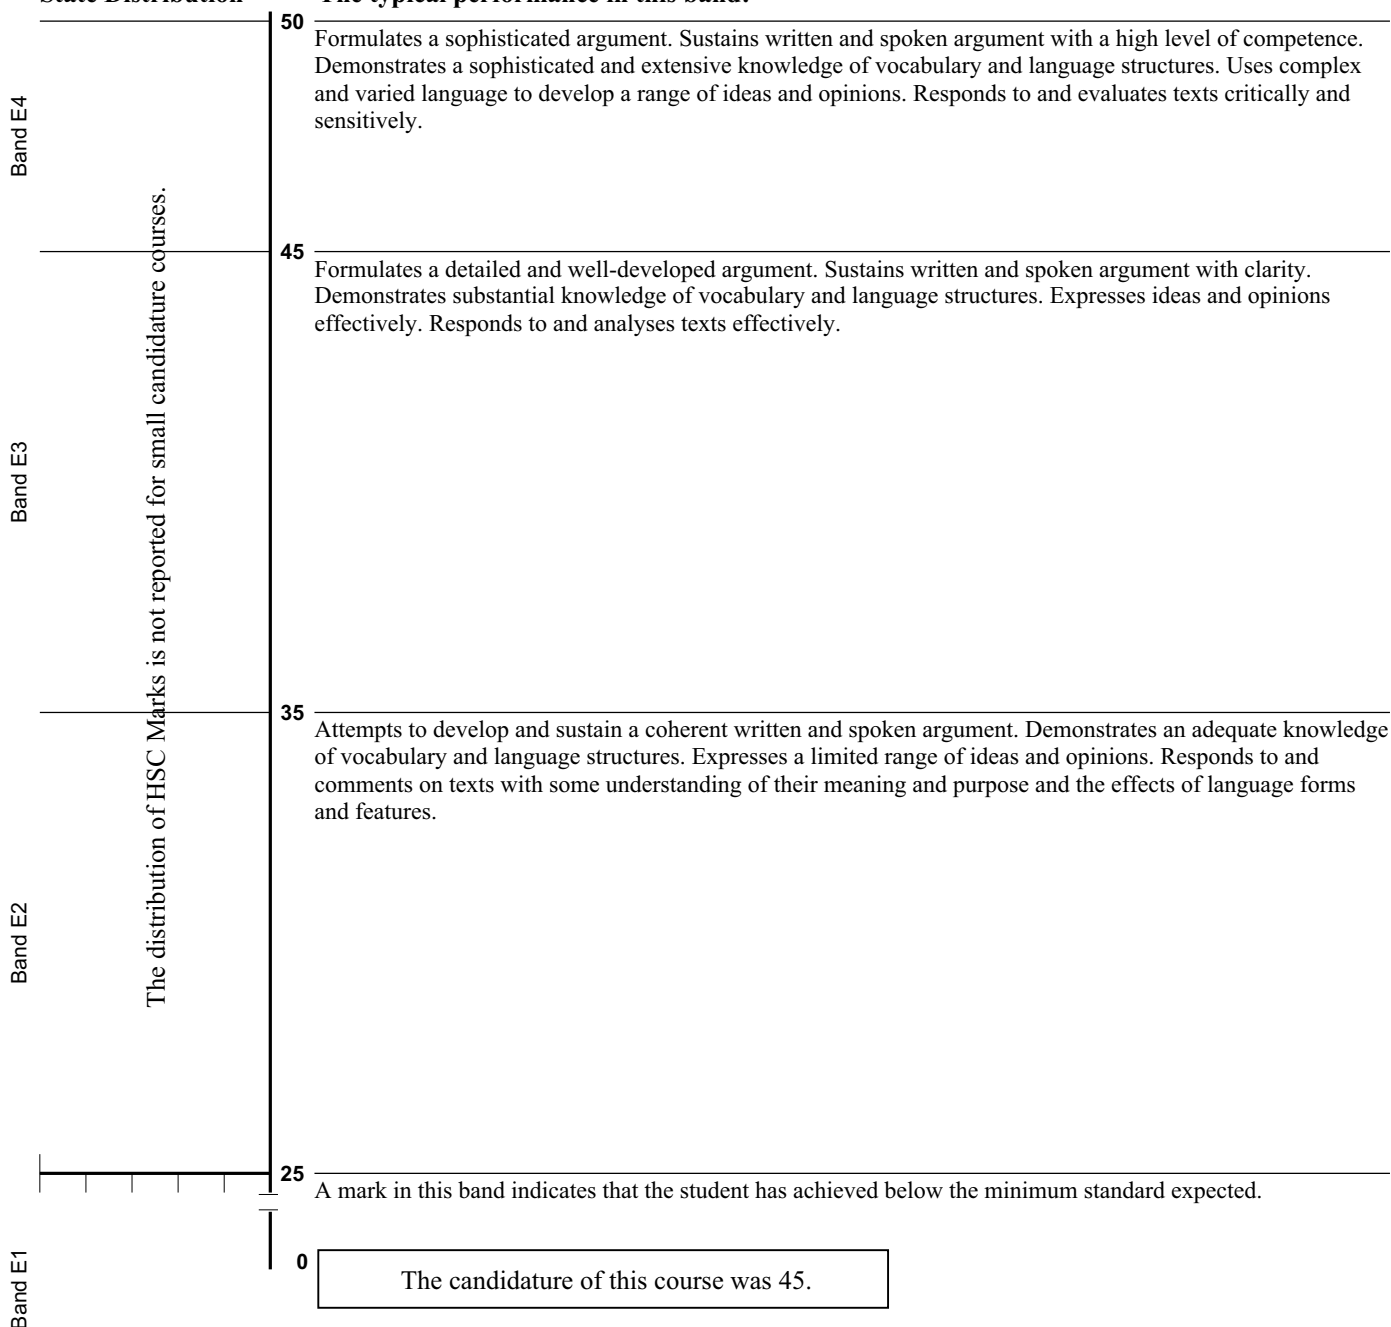 State Distribution The typical performance in this band:
50
Formulates a sophisticated argument. Sustains written and spoken argument with a high level of competence.
Demonstrates a sophisticated and extensive knowledge of vocabulary and language structures. Uses complex
and varied language to develop a range of ideas and opinions. Responds to and evaluates texts critically and
sensitively.
Band E4
The distribution of HSC Marks is not reported for small candidature courses.
45
Formulates a detailed and well-developed argument. Sustains written and spoken argument with clarity.
Demonstrates substantial knowledge of vocabulary and language structures. Expresses ideas and opinions
effectively. Responds to and analyses texts effectively.
Band E3
35
Attempts to develop and sustain a coherent written and spoken argument. Demonstrates an adequate knowledge
of vocabulary and language structures. Expresses a limited range of ideas and opinions. Responds to and
comments on texts with some understanding of their meaning and purpose and the effects of language forms
and features.
Band E2
25
A mark in this band indicates that the student has achieved below the minimum standard expected.
Band E1
0
The candidature of this course was 45.